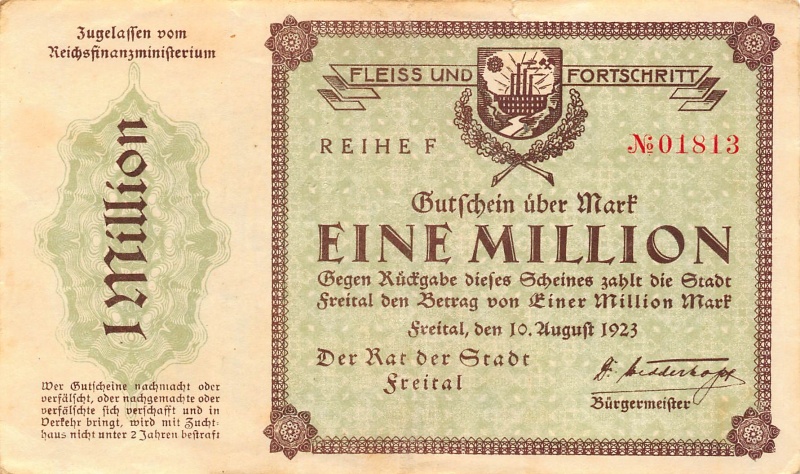 Zugelassen vom
Reichsfinanzministerium
1 Million
Wer Gutscheine nachmacht oder
verfälscht, oder nachgemachte oder
verfälschte sich verschafft und in
Verkehr bringt, wird mit Zucht-
haus nicht unter 2 Jahren bestraft
FLEISS UND FORTSCHRITT
REIHE F
№ 01813
Gutschein über Mark
EINE MILLION
Gegen Rückgabe dieses Scheines zahlt die Stadt
Freital den Betrag von Einer Million Mark
Freital, den 10. August 1923
Der Rat der Stadt
Freital
Dr. Wedderkopf
Bürgermeister